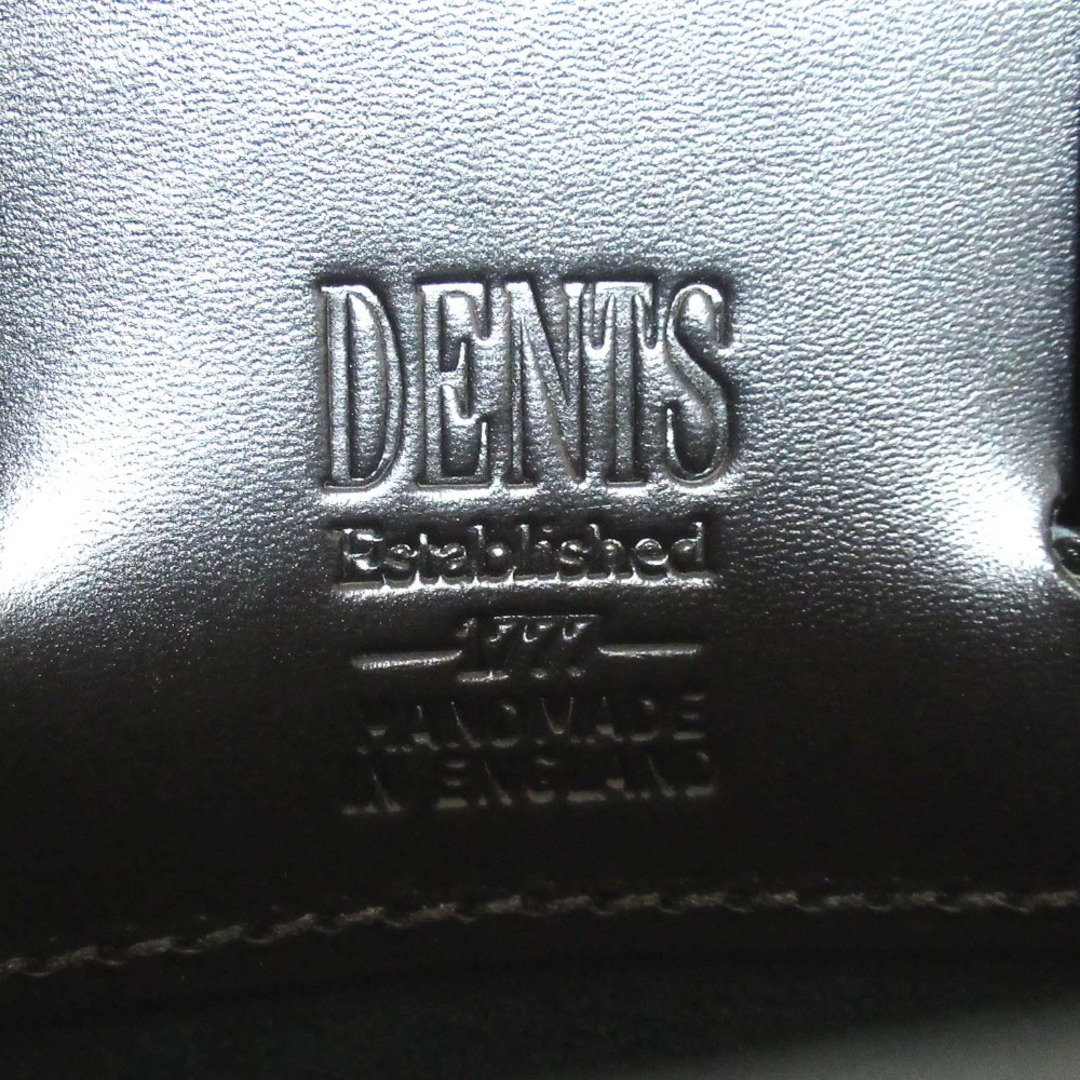 DENTS
Established
1777
HANDMADE
IN ENGLAND